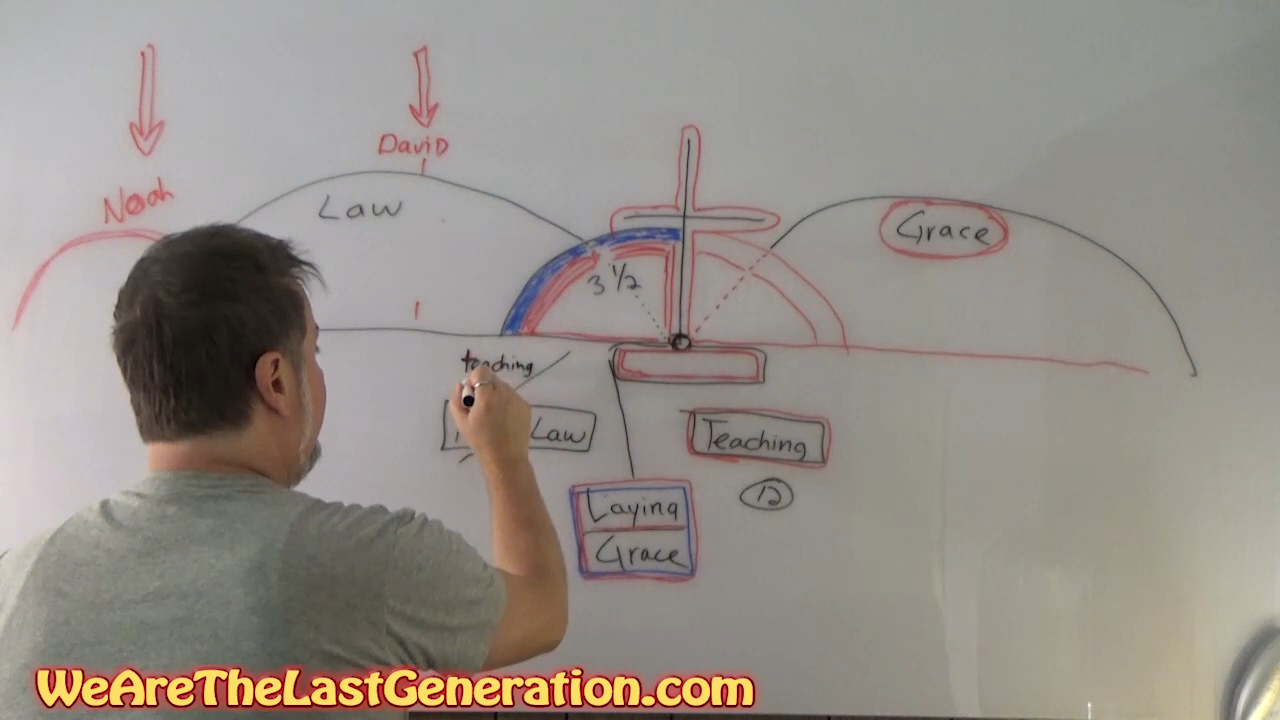 David
Noah
Law
Grace
3 1/2
teaching
Law
Teaching
12
Laying
Grace
WeAreTheLastGeneration.com